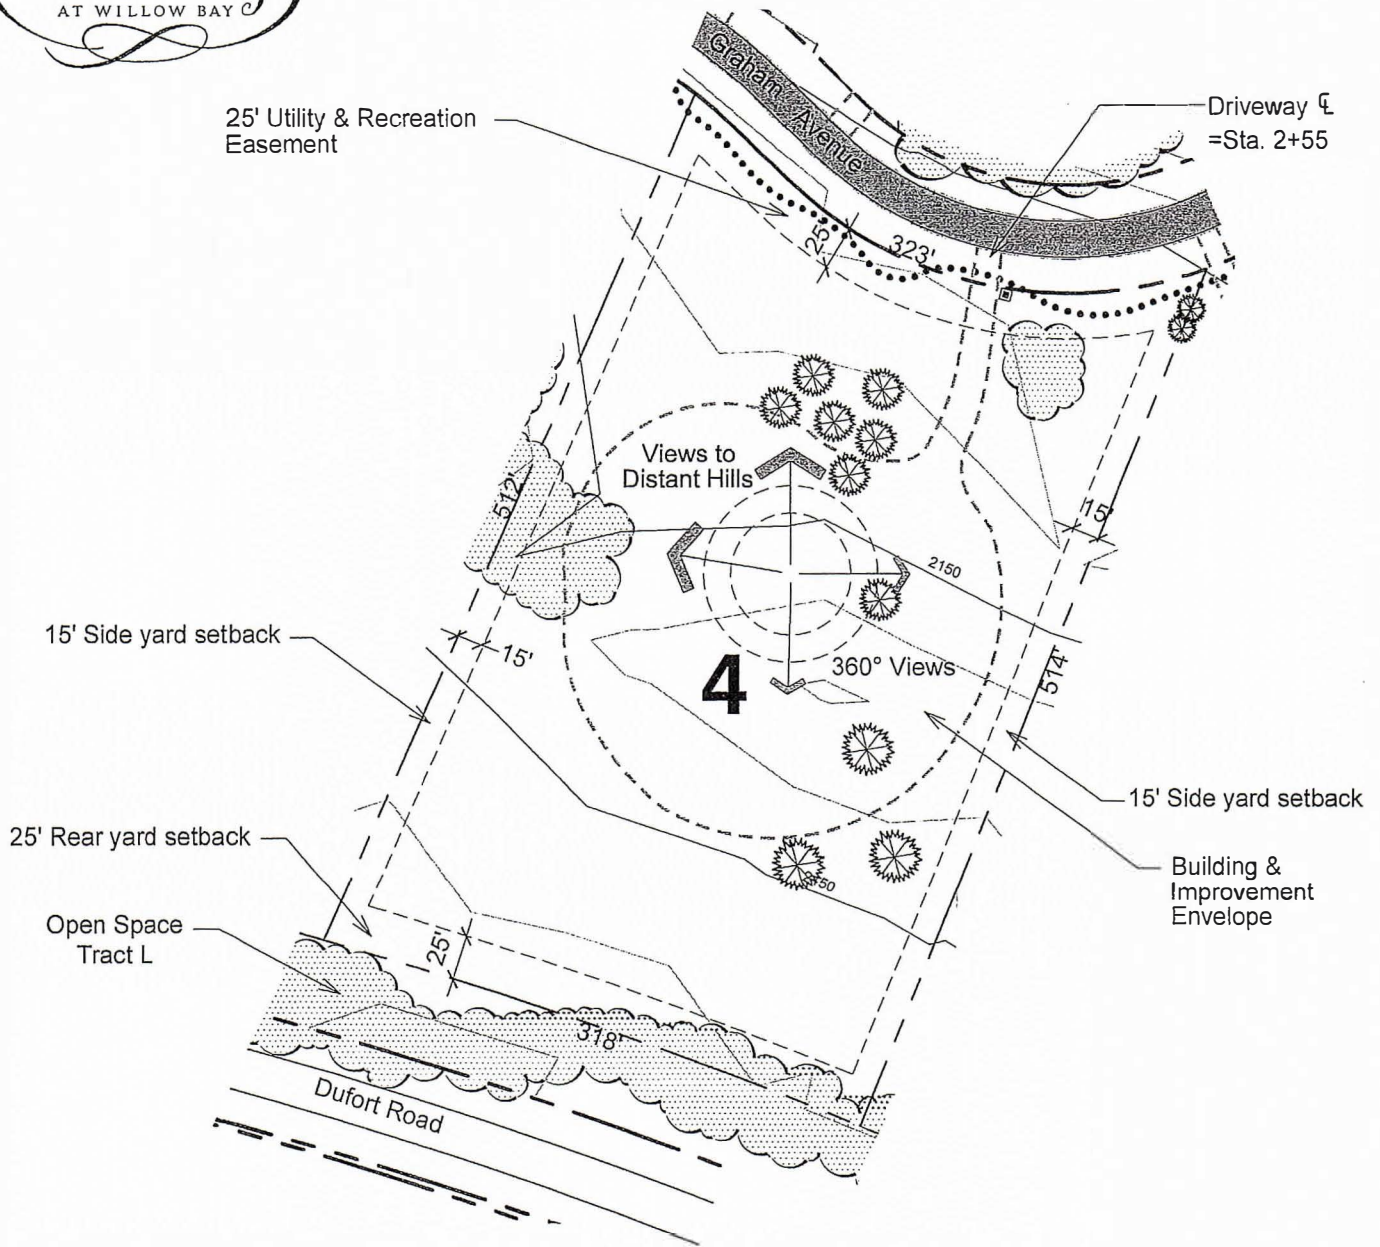 AT WILLOW BAY
Graham Avenue
25' Utility & Recreation
Easement
Driveway ℄
=Sta. 2+55
25'
323'
Views to
Distant Hills
512'
15'
2150
15' Side yard setback
15'
4
360° Views
514'
15' Side yard setback
25' Rear yard setback
Building &
Improvement
Envelope
Open Space
Tract L
25'
318'
Dufort Road